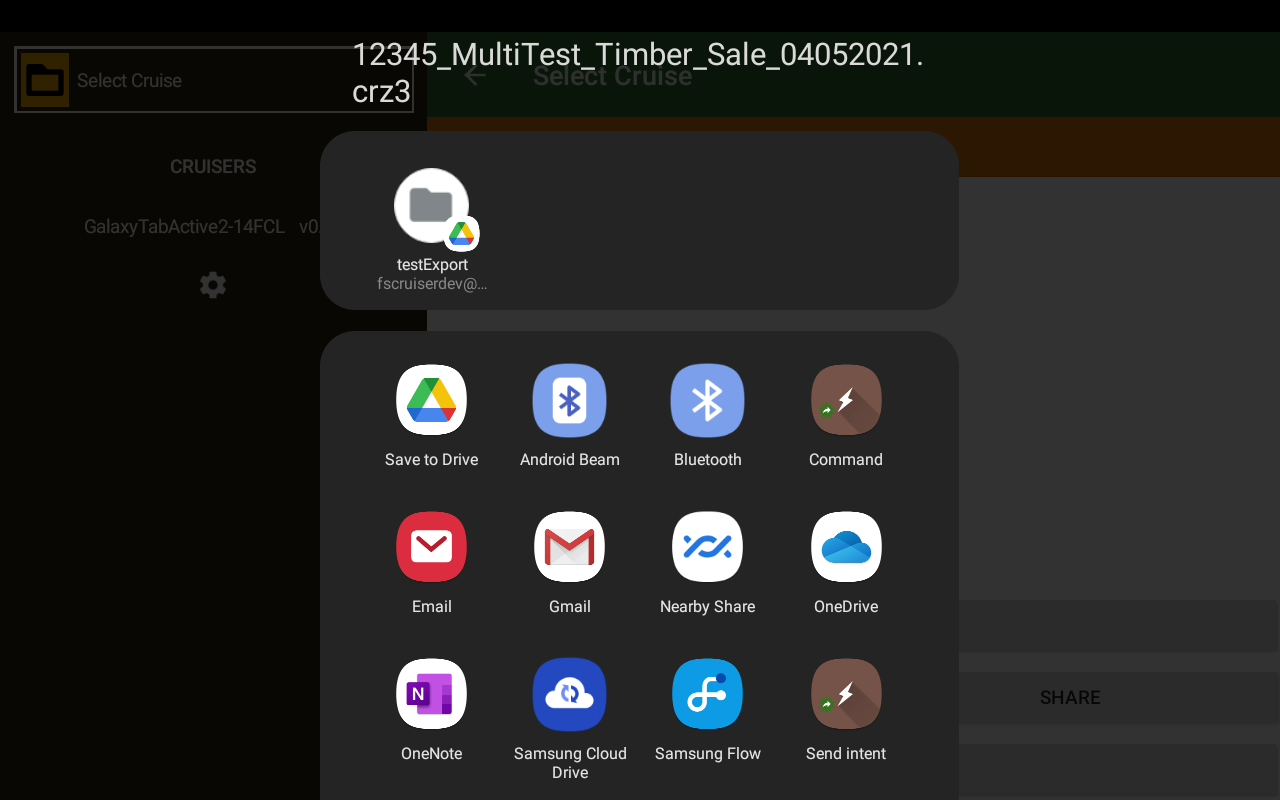 12345_MultiTest_Timber_Sale_04052021.
crz3
Select Cruise
Select Cruise
CRUISERS
GalaxyTabActive2-14FCL v0.
testExport
fscruiserdev@...
Save to Drive
Android Beam
Bluetooth
Command
Email
Gmail
Nearby Share
OneDrive
N
OneNote
Samsung Cloud
Drive
Samsung Flow
Send intent
SHARE